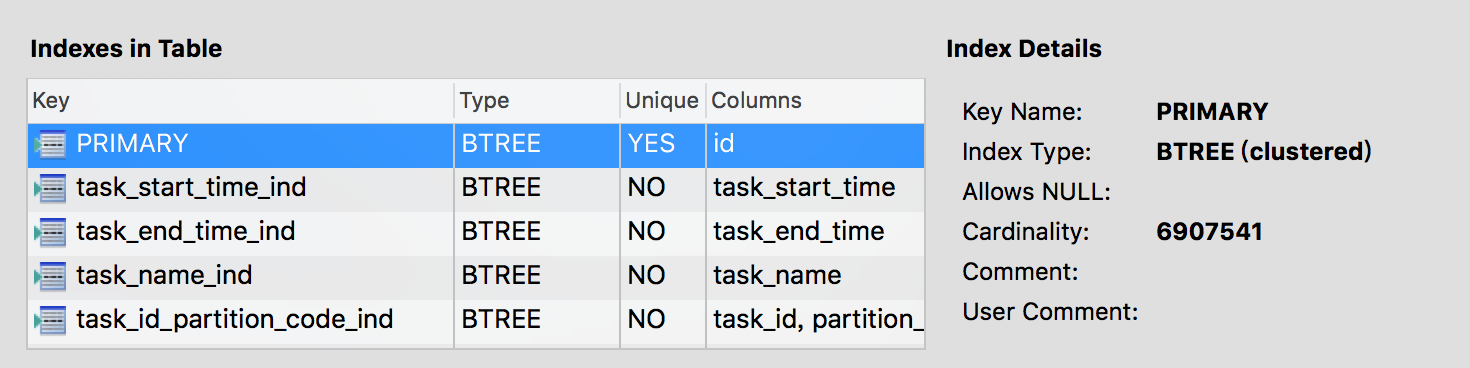 Indexes in Table
Key Type Unique Columns
PRIMARY BTREE YES id
task_start_time_ind BTREE NO task_start_time
task_end_time_ind BTREE NO task_end_time
task_name_ind BTREE NO task_name
task_id_partition_code_ind BTREE NO task_id, partition_
Index Details
Key Name: PRIMARY
Index Type: BTREE (clustered)
Allows NULL:
Cardinality: 6907541
Comment:
User Comment: